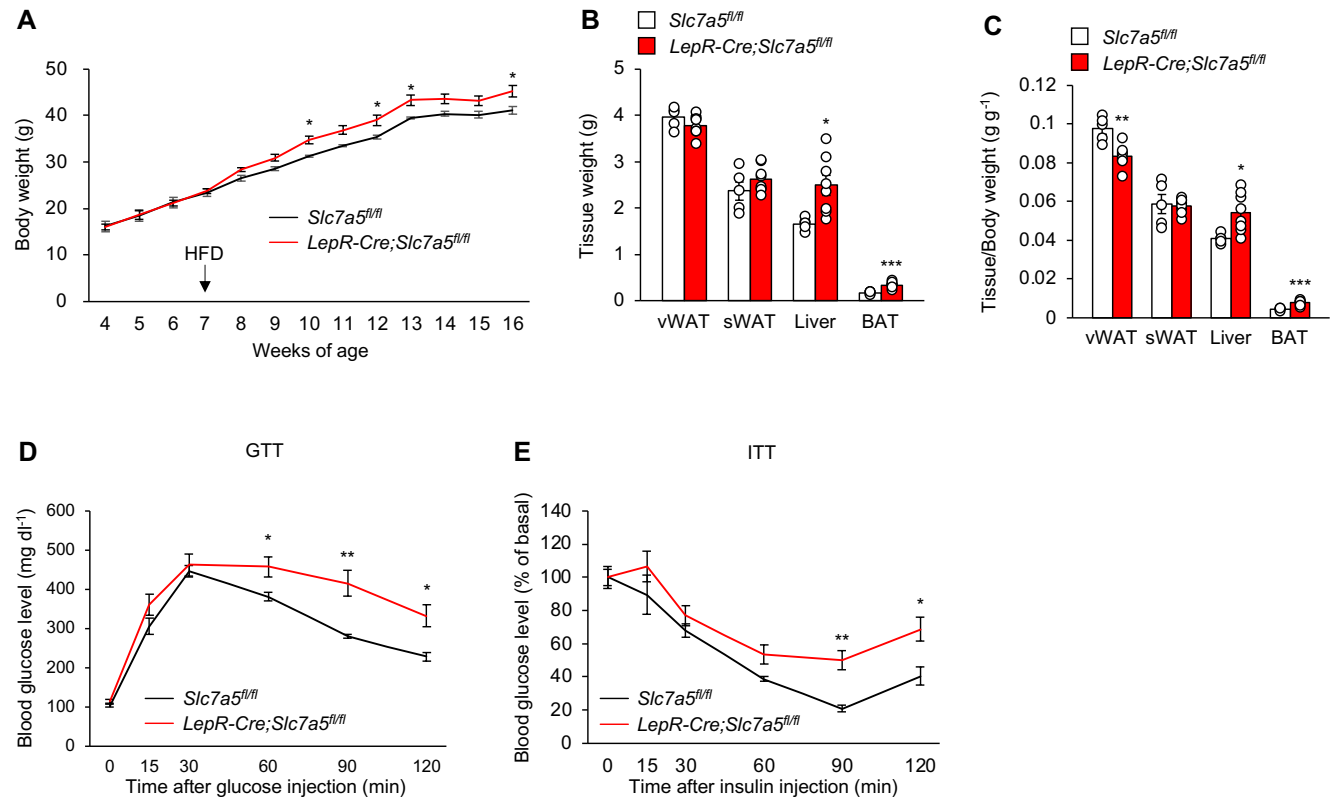 A
Body weight (g)
50
40
30
20
10
0
* * * *
Slc7a5fl/fl
LepR-Cre;Slc7a5fl/fl
HFD
4 5 6 7 8 9 10 11 12 13 14 15 16
Weeks of age
B
Slc7a5fl/fl
LepR-Cre;Slc7a5fl/fl
Tissue weight (g)
5
4
3
2
1
0
*
***
vWAT sWAT Liver BAT
C
Slc7a5fl/fl
LepR-Cre;Slc7a5fl/fl
Tissue/Body weight (g g-1)
0.12
0.1
0.08
0.06
0.04
0.02
0
**
*
***
vWAT sWAT Liver BAT
D
GTT
Blood glucose level (mg dl-1)
600
500
400
300
200
100
0
* ** *
Slc7a5fl/fl
LepR-Cre;Slc7a5fl/fl
0 15 30 60 90 120
Time after glucose injection (min)
E
ITT
Blood glucose level (% of basal)
140
120
100
80
60
40
20
0
** *
Slc7a5fl/fl
LepR-Cre;Slc7a5fl/fl
0 15 30 60 90 120
Time after insulin injection (min)